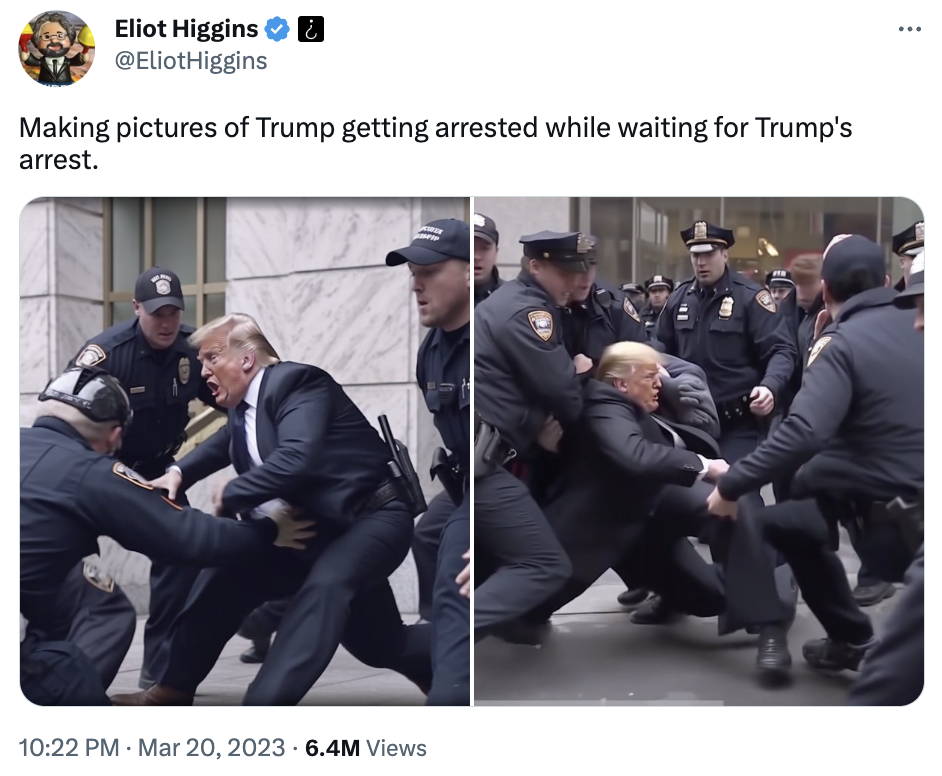 Eliot Higgins
@EliotHiggins
Making pictures of Trump getting arrested while waiting for Trump's
arrest.
10:22 PM · Mar 20, 2023 · 6.4M Views